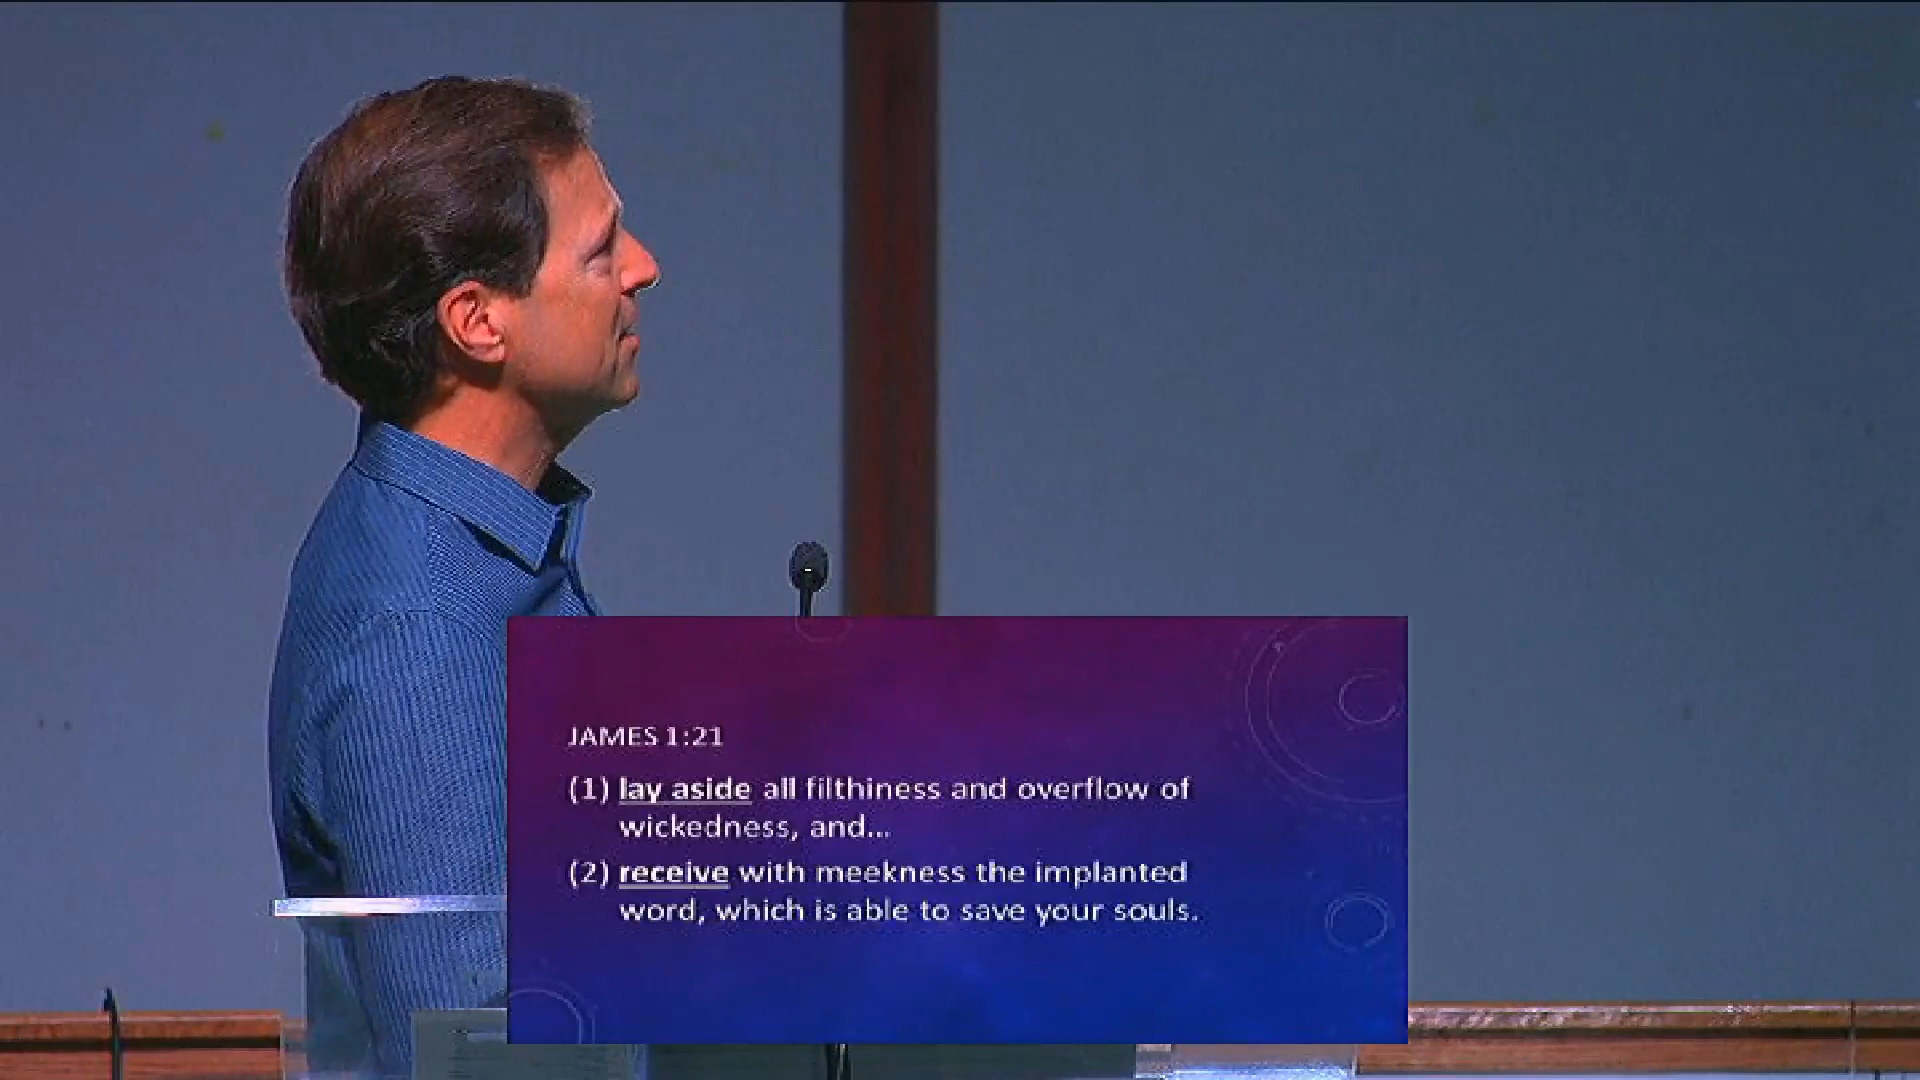 JAMES 1:21
(1) lay aside all filthiness and overflow of
wickedness, and...
(2) receive with meekness the implanted
word, which is able to save your souls.